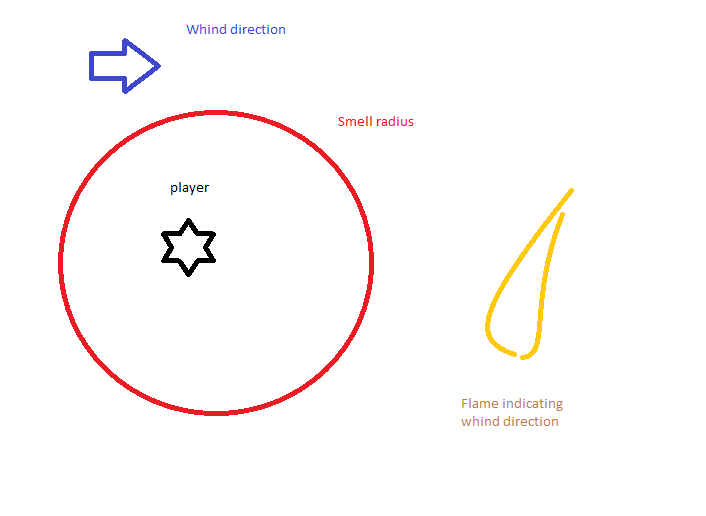 Whind direction
Smell radius
player
Flame indicating
whind direction